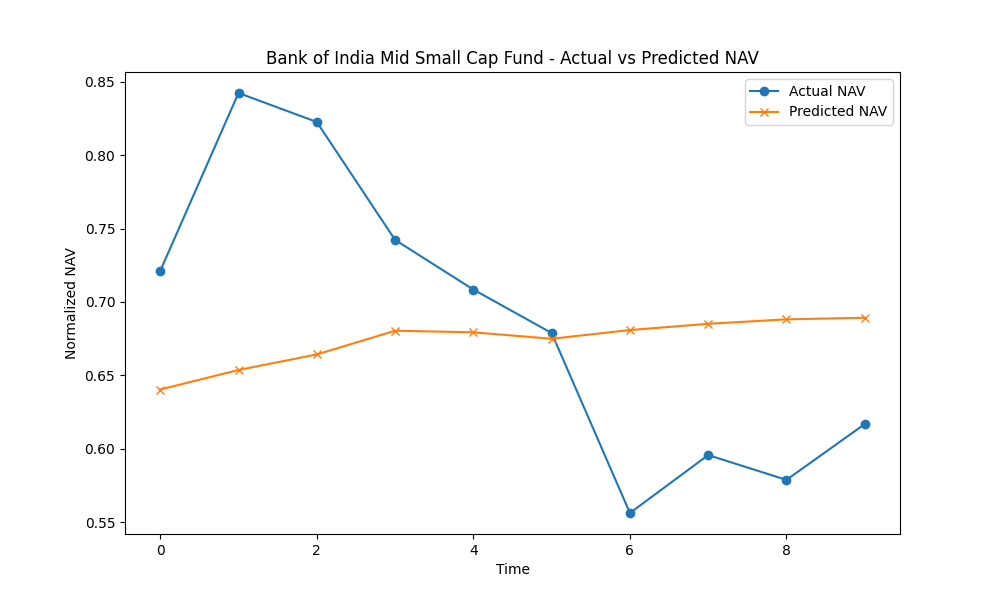 Bank of India Mid Small Cap Fund - Actual vs Predicted NAV
Actual NAV
Predicted NAV
Normalized NAV
0.85
0.80
0.75
0.70
0.65
0.60
0.55
0 2 4 6 8
Time